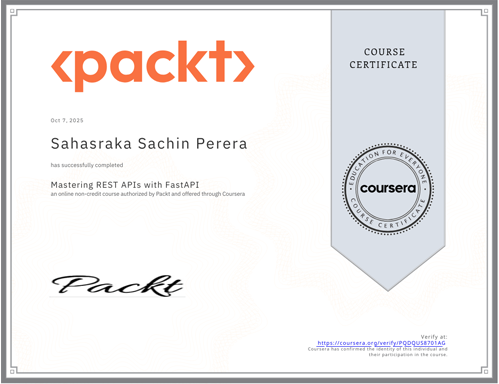 <packt>
COURSE
CERTIFICATE
Oct 7, 2025
Sahasraka Sachin Perera
has successfully completed
Mastering REST APIs with FastAPI
an online non-credit course authorized by Packt and offered through Coursera
EDUCATION FOR EVERYONE
coursera
COURSE CERTIFICATE
Packt
Verify at:
https://coursera.org/verify/PQDQUS8701AG
Coursera has confirmed the identity of this individual and
their participation in the course.